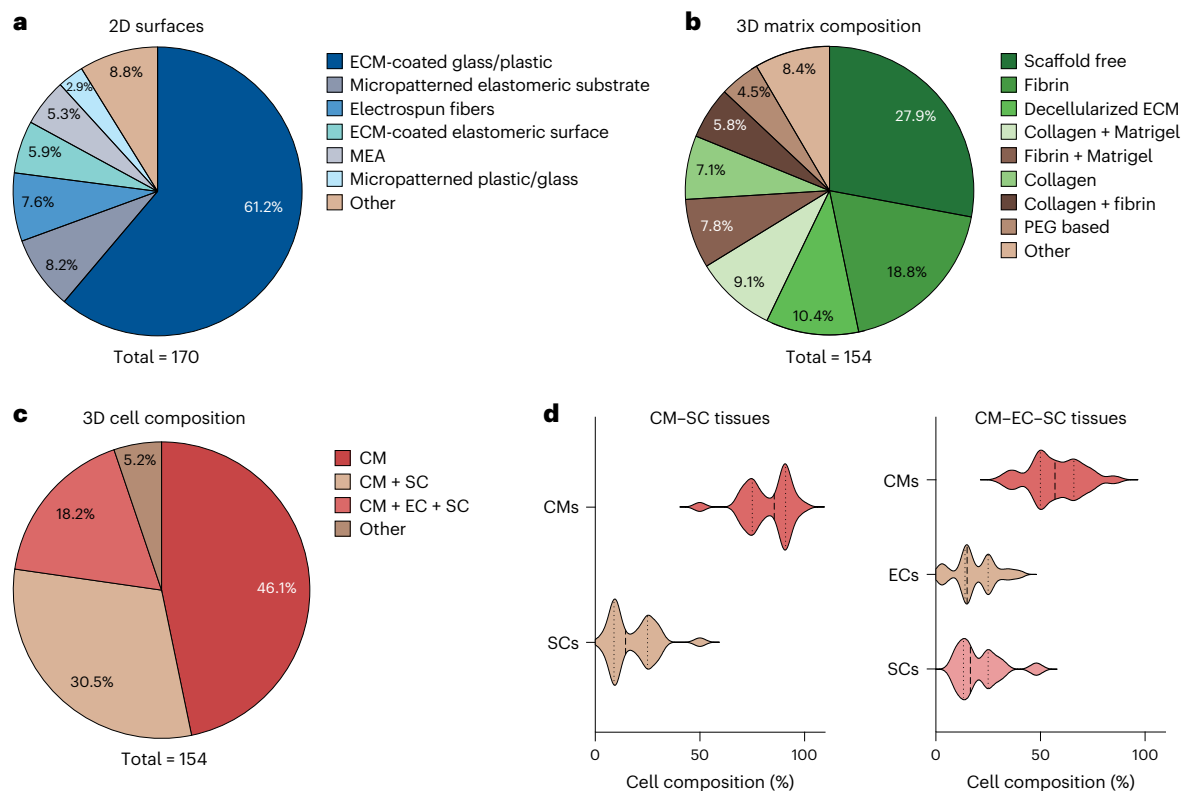 a
2D surfaces
8.8%
2.9%
5.3%
5.9%
7.6%
8.2%
61.2%
Total = 170
ECM-coated glass/plastic
Micropatterned elastomeric substrate
Electrospun fibers
ECM-coated elastomeric surface
MEA
Micropatterned plastic/glass
Other
b
3D matrix composition
8.4%
4.5%
5.8%
7.1%
7.8%
9.1%
10.4%
18.8%
27.9%
Total = 154
Scaffold free
Fibrin
Decellularized ECM
Collagen + Matrigel
Fibrin + Matrigel
Collagen
Collagen + fibrin
PEG based
Other
c
3D cell composition
5.2%
18.2%
46.1%
30.5%
Total = 154
CM
CM + SC
CM + EC + SC
Other
d
CM–SC tissues
CMs
SCs
0 50 100
Cell composition (%)
CM–EC–SC tissues
CMs
ECs
SCs
0 50 100
Cell composition (%)